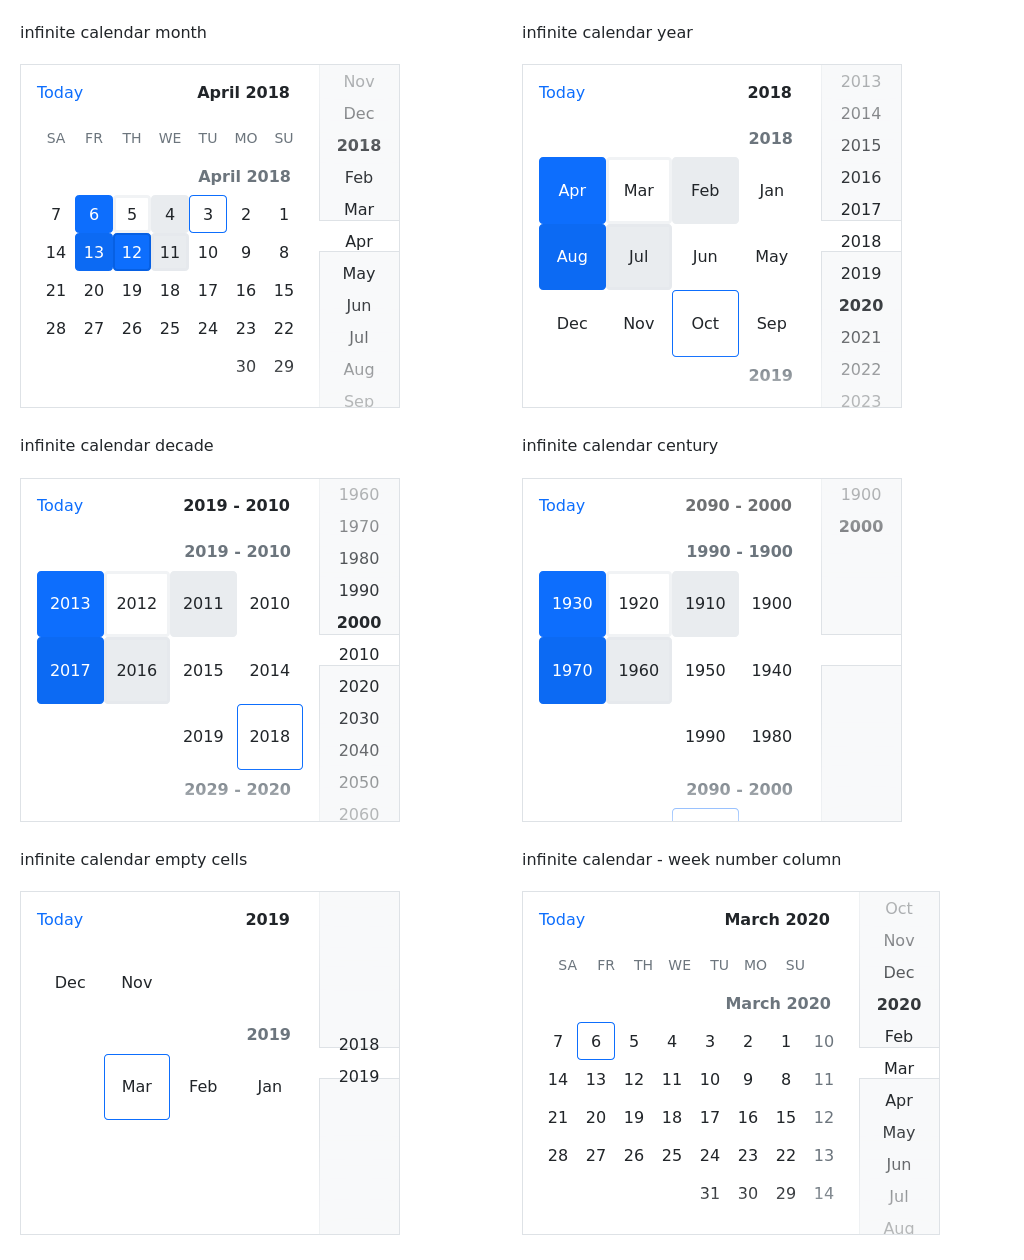 infinite calendar month
Today April 2018
SA FR TH WE TU MO SU
April 2018
7 6 5 4 3 2 1
14 13 12 11 10 9 8
21 20 19 18 17 16 15
28 27 26 25 24 23 22
30 29
Nov
Dec
2018
Feb
Mar
Apr
May
Jun
Jul
Aug
Sep
infinite calendar year
Today 2018
2018
Apr Mar Feb Jan
Aug Jul Jun May
Dec Nov Oct Sep
2019
2013
2014
2015
2016
2017
2018
2019
2020
2021
2022
2023
infinite calendar decade
Today 2019 - 2010
2019 - 2010
2013 2012 2011 2010
2017 2016 2015 2014
2019 2018
2029 - 2020
1960
1970
1980
1990
2000
2010
2020
2030
2040
2050
2060
infinite calendar century
Today 2090 - 2000
1990 - 1900
1930 1920 1910 1900
1970 1960 1950 1940
1990 1980
2090 - 2000
1900
2000
infinite calendar empty cells
Today 2019
Dec Nov
2019
Mar Feb Jan
2018
2019
infinite calendar - week number column
Today March 2020
SA FR TH WE TU MO SU
March 2020
7 6 5 4 3 2 1 10
14 13 12 11 10 9 8 11
21 20 19 18 17 16 15 12
28 27 26 25 24 23 22 13
31 30 29 14
Oct
Nov
Dec
2020
Feb
Mar
Apr
May
Jun
Jul
Aug